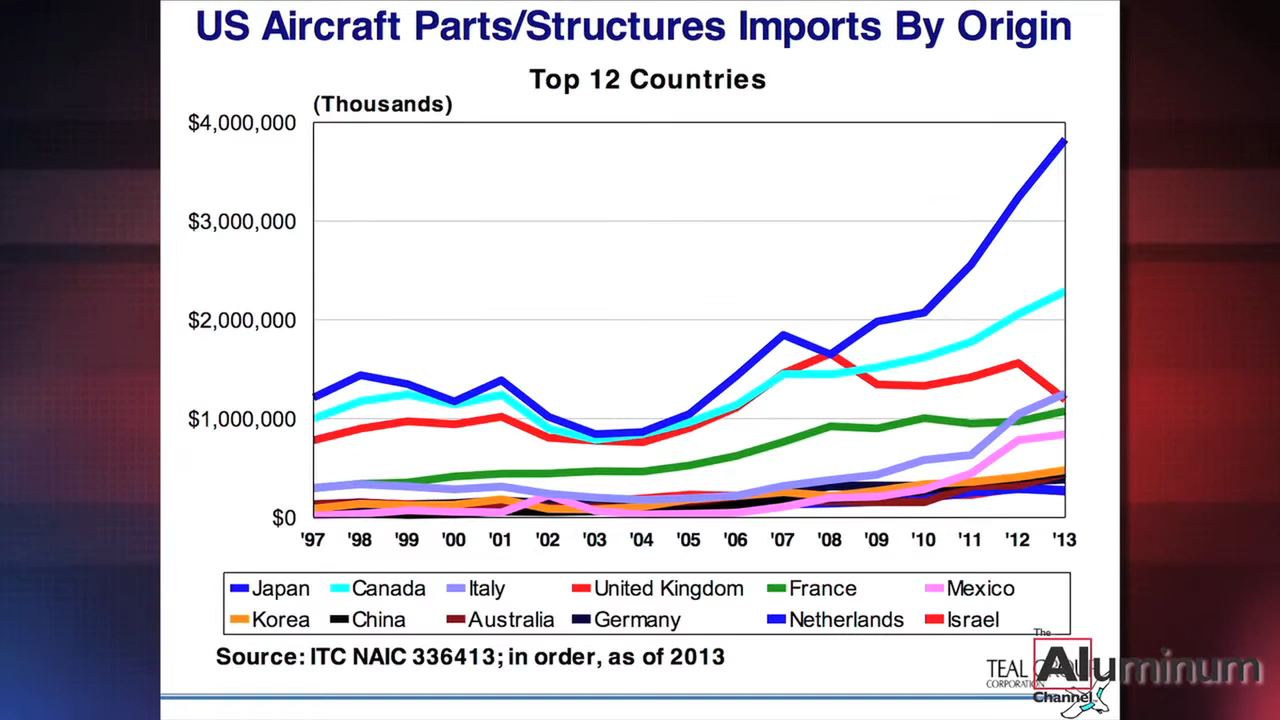 US Aircraft Parts/Structures Imports By Origin
Top 12 Countries
(Thousands)
$4,000,000
$3,000,000
$2,000,000
$1,000,000
$0
'97 '98 '99 '00 '01 '02 '03 '04 '05 '06 '07 '08 '09 '10 '11 '12 '13
Japan Canada Italy United Kingdom France Mexico
Korea China Australia Germany Netherlands Israel
Source: ITC NAIC 336413; in order, as of 2013
TEAL
CORPORATION
The
Aluminum
Channel